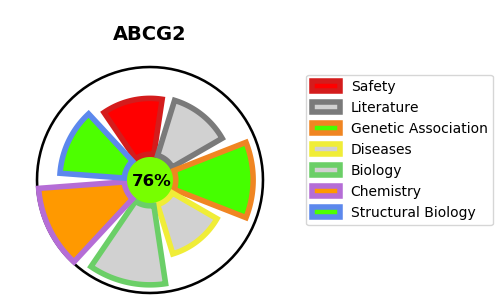 ABCG2
76%
Safety
Literature
Genetic Association
Diseases
Biology
Chemistry
Structural Biology